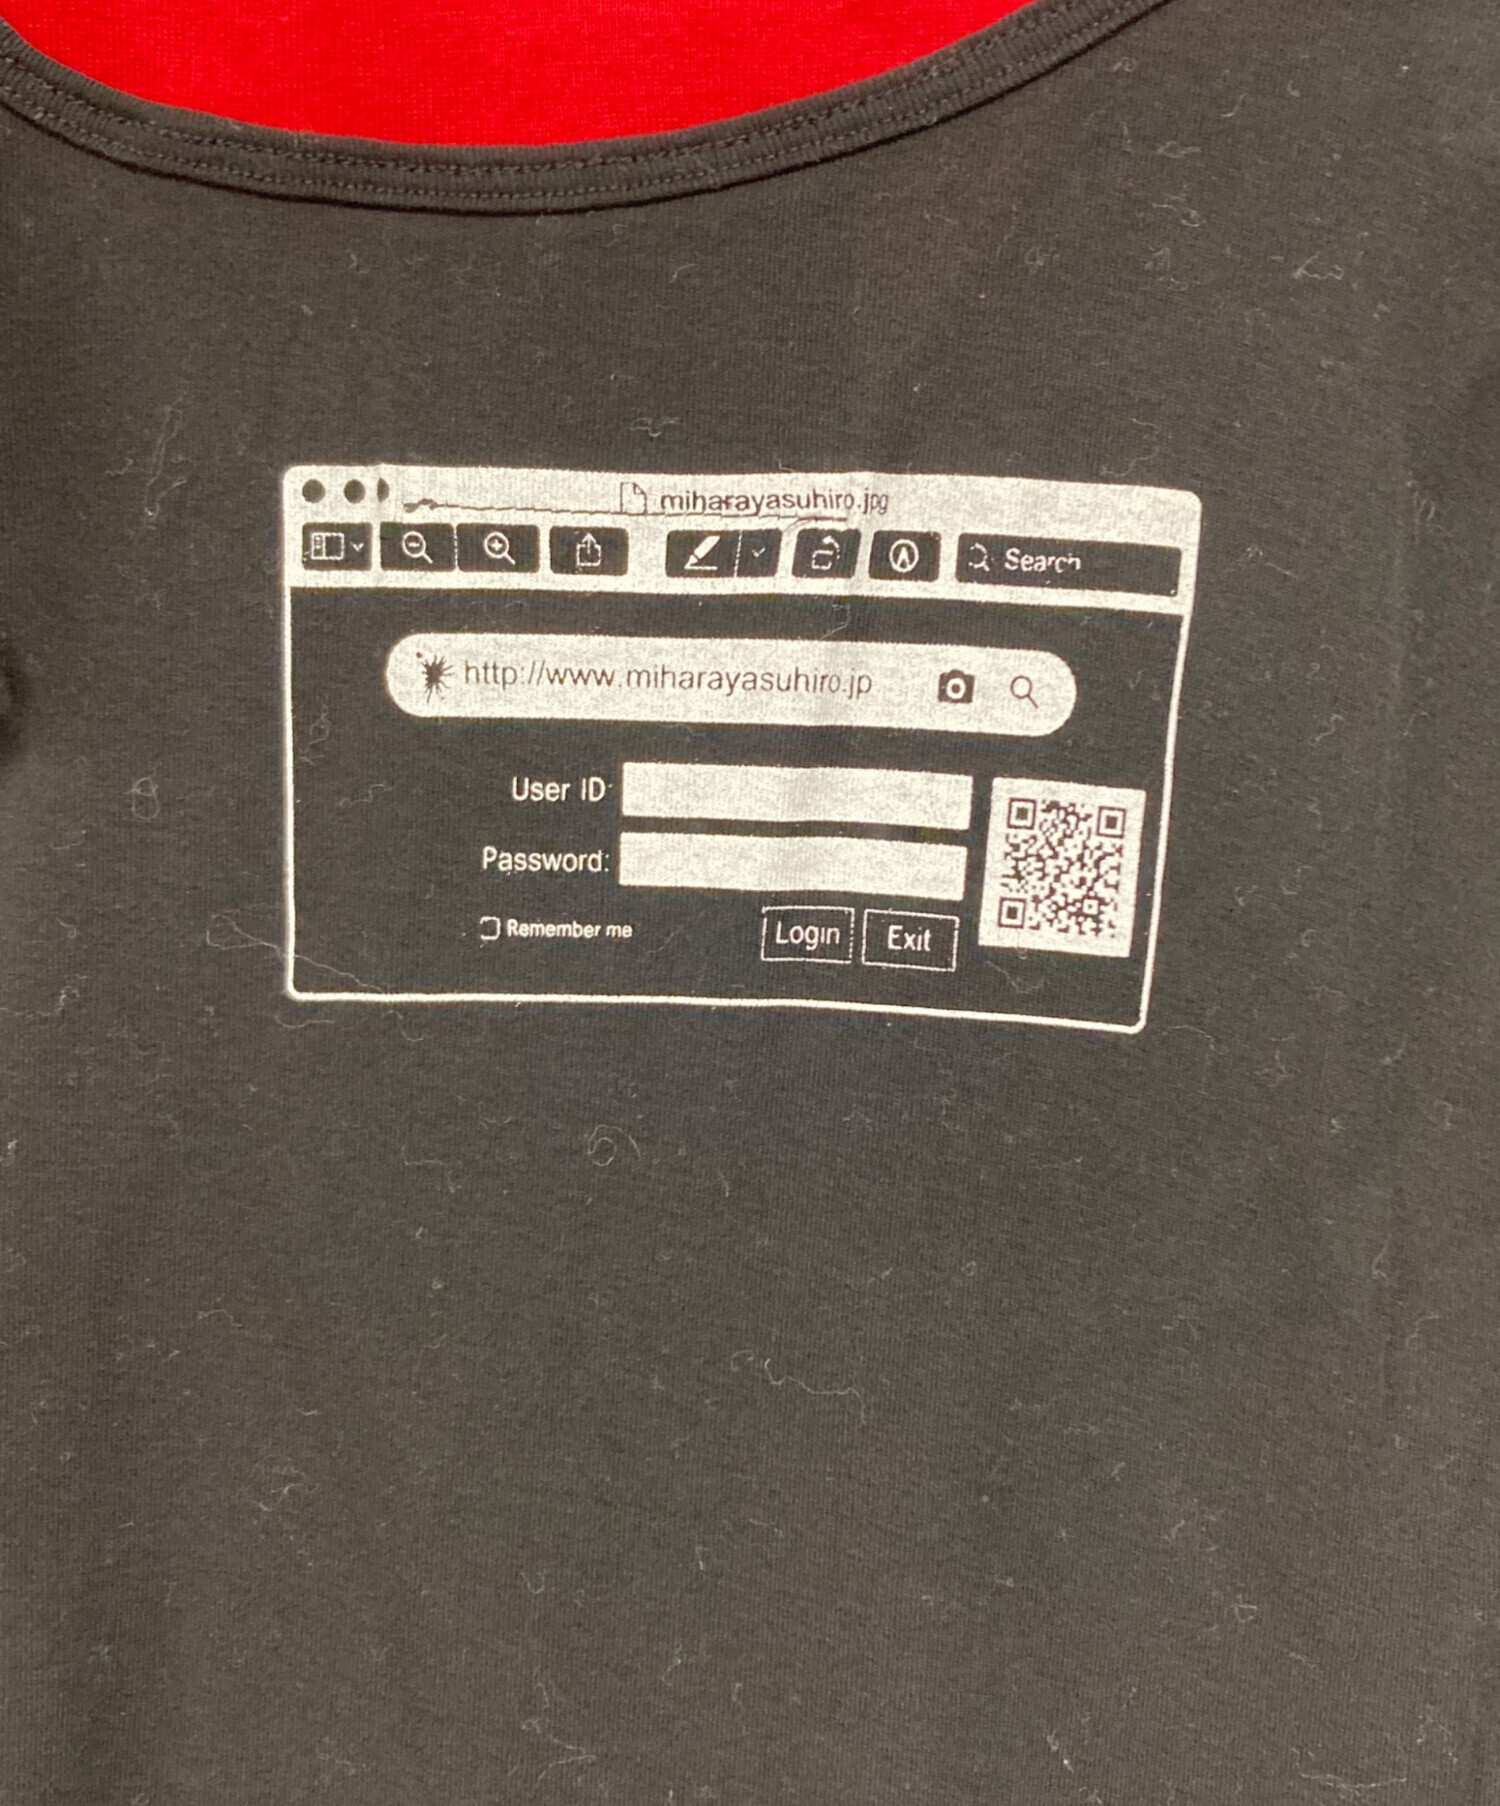 miharayasuhiro.jpg
Search
http://www.miharayasuhiro.jp
User ID:
Password:
Remember me
Login Exit